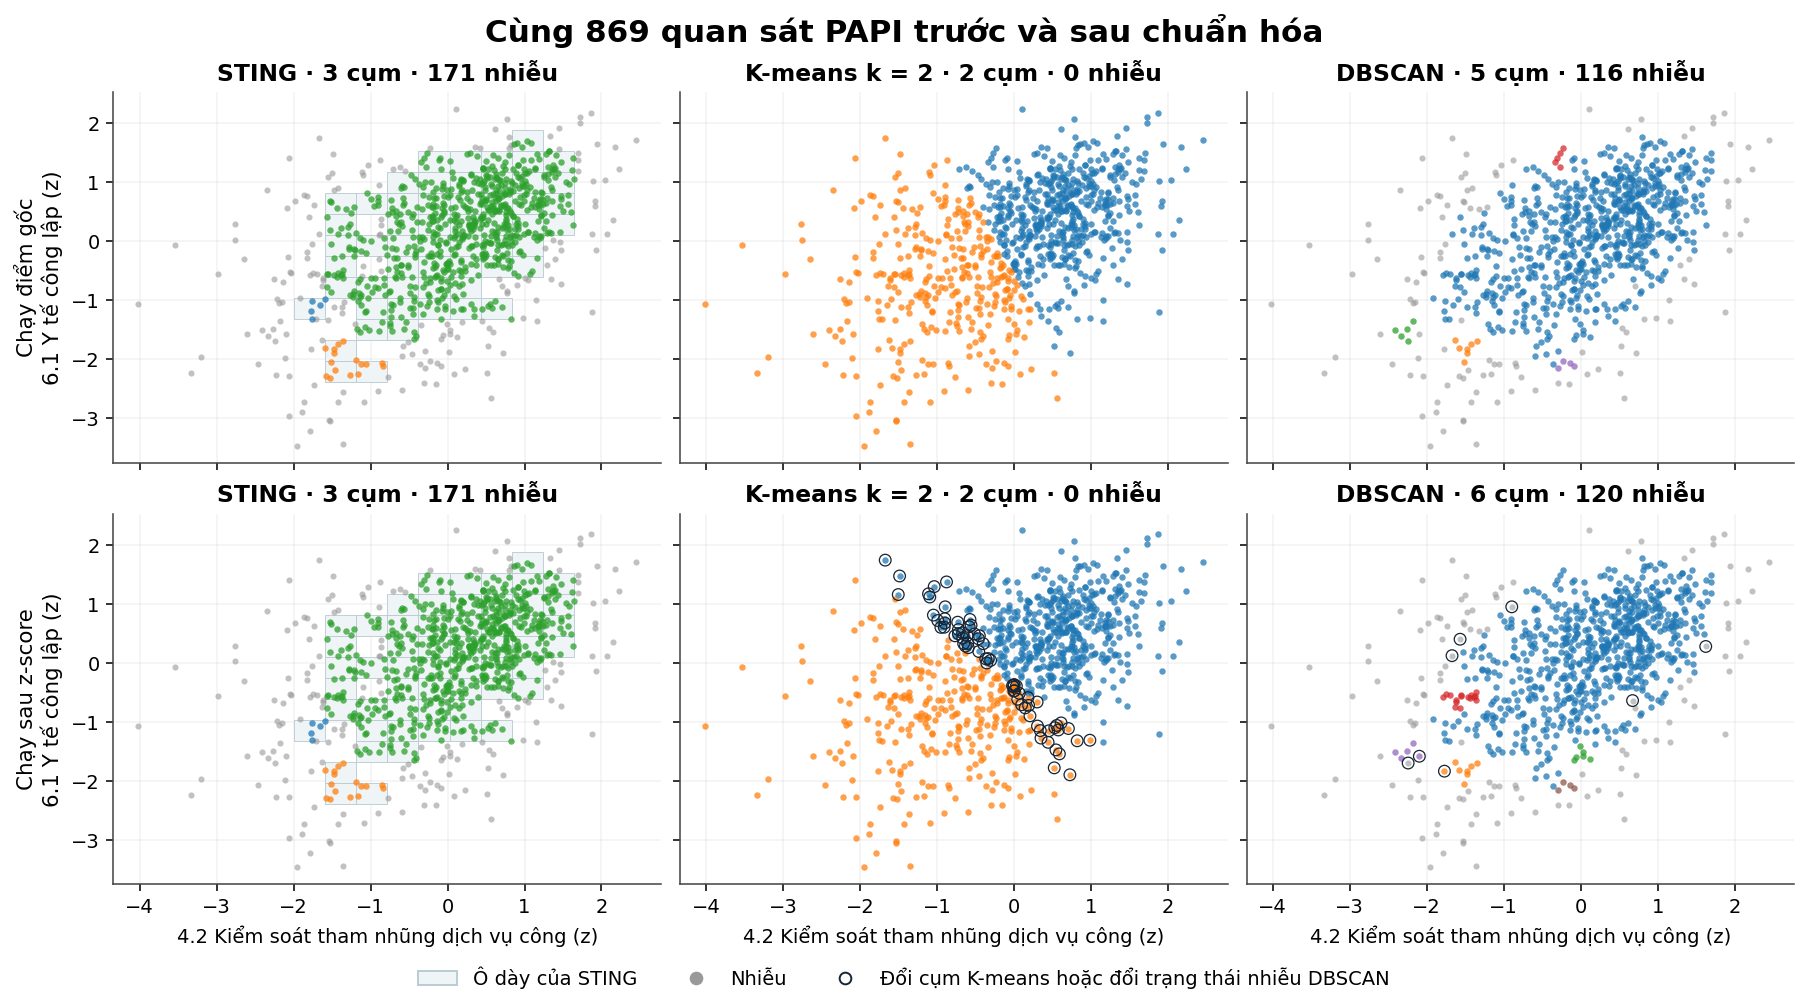 Cùng 869 quan sát PAPI trước và sau chuẩn hóa
STING · 3 cụm · 171 nhiễu
K-means k = 2 · 2 cụm · 0 nhiễu
DBSCAN · 5 cụm · 116 nhiễu
Chạy điểm gốc
6.1 Y tế công lập (z)
2
1
0
−1
−2
−3
STING · 3 cụm · 171 nhiễu
K-means k = 2 · 2 cụm · 0 nhiễu
DBSCAN · 6 cụm · 120 nhiễu
Chạy sau z-score
6.1 Y tế công lập (z)
2
1
0
−1
−2
−3
−4 −3 −2 −1 0 1 2
−4 −3 −2 −1 0 1 2
−4 −3 −2 −1 0 1 2
4.2 Kiểm soát tham nhũng dịch vụ công (z)
4.2 Kiểm soát tham nhũng dịch vụ công (z)
4.2 Kiểm soát tham nhũng dịch vụ công (z)
Ô dày của STING
Nhiễu
Đổi cụm K-means hoặc đổi trạng thái nhiễu DBSCAN